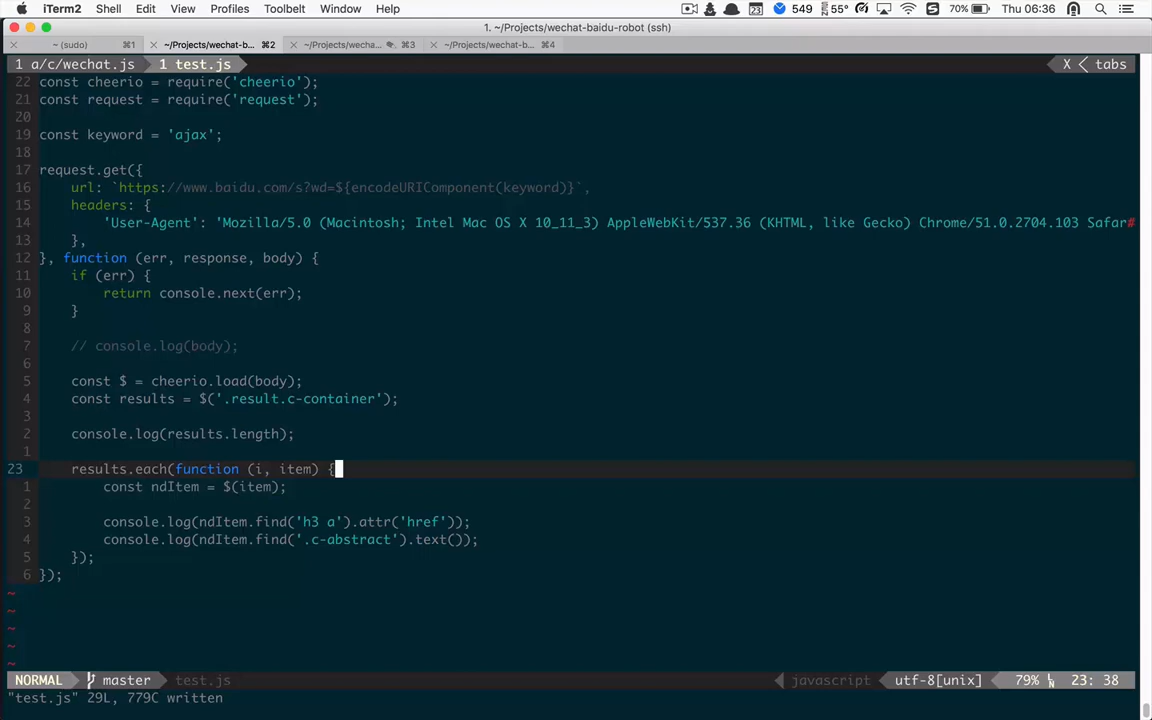 iTerm2 Shell Edit View Profiles Toolbelt Window Help 23 549 55° 70% Thu 06:36
1. ~/Projects/wechat-baidu-robot (ssh)
~ (sudo) ⌘1 ~/Projects/wechat-b... ⌘2 ~/Projects/wecha... ⌘3 ~/Projects/wechat-b... ⌘4
1 a/c/wechat.js 1 test.js X < tabs
22 const cheerio = require('cheerio');
21 const request = require('request');
20
19 const keyword = 'ajax';
18
17 request.get({
16 url: `https://www.baidu.com/s?wd=${encodeURIComponent(keyword)}`,
15 headers: {
14 'User-Agent': 'Mozilla/5.0 (Macintosh; Intel Mac OS X 10_11_3) AppleWebKit/537.36 (KHTML, like Gecko) Chrome/51.0.2704.103 Safar#
13 },
12 }, function (err, response, body) {
11 if (err) {
10 return console.next(err);
9 }
8
7 // console.log(body);
6
5 const $ = cheerio.load(body);
4 const results = $('.result.c-container');
3
2 console.log(results.length);
1
23 results.each(function (i, item) {
1 const ndItem = $(item);
2
3 console.log(ndItem.find('h3 a').attr('href'));
4 console.log(ndItem.find('.c-abstract').text());
5 });
6 });
~
~
~
~
~
NORMAL master test.js javascript utf-8[unix] 79% 23: 38
"test.js" 29L, 779C written